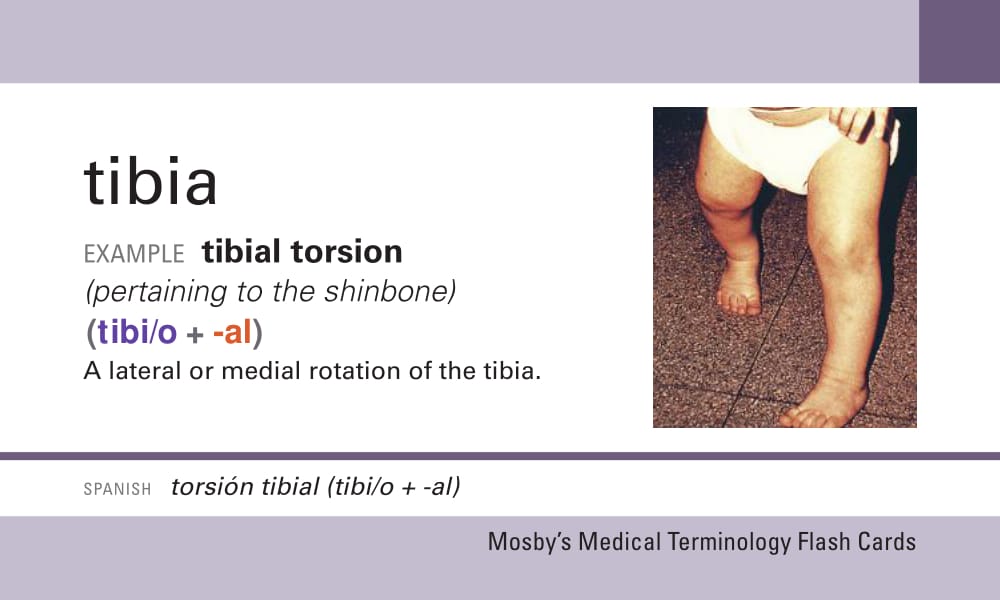 tibia
EXAMPLE tibial torsion
(pertaining to the shinbone)
(tibi/o + -al)
A lateral or medial rotation of the tibia.
SPANISH torsión tibial (tibi/o + -al)
Mosby's Medical Terminology Flash Cards